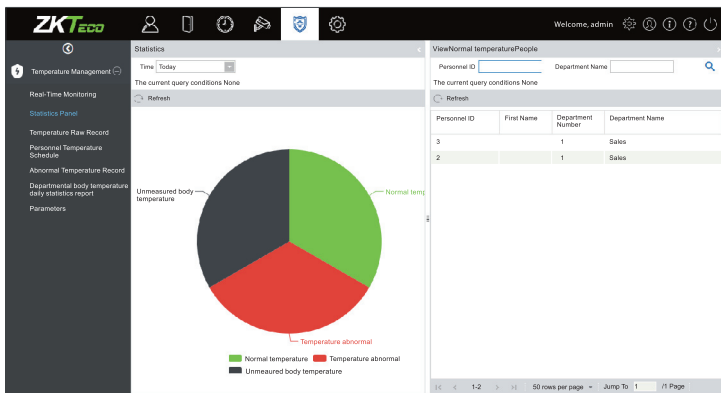 ZKTECO
Welcome, admin
Temperature Management
Real-Time Monitoring
Statistics Panel
Temperature Raw Record
Personnel Temperature
Schedule
Abnormal Temperature Record
Departmental body temperature
daily statistics report
Parameters
Statistics
Time Today
The current query conditions None
Refresh
Unmeasured body
temperature
Normal temp
Temperature abnormal
Normal temperature Temperature abnormal
Unmeaured body temperature
ViewNormal temperaturePeople
Personnel ID Department Name
The current query conditions None
Refresh
Personnel ID First Name Department
Number Department Name
3 1 Sales
2 1 Sales
1-2 50 rows per page Jump To 1 /1 Page